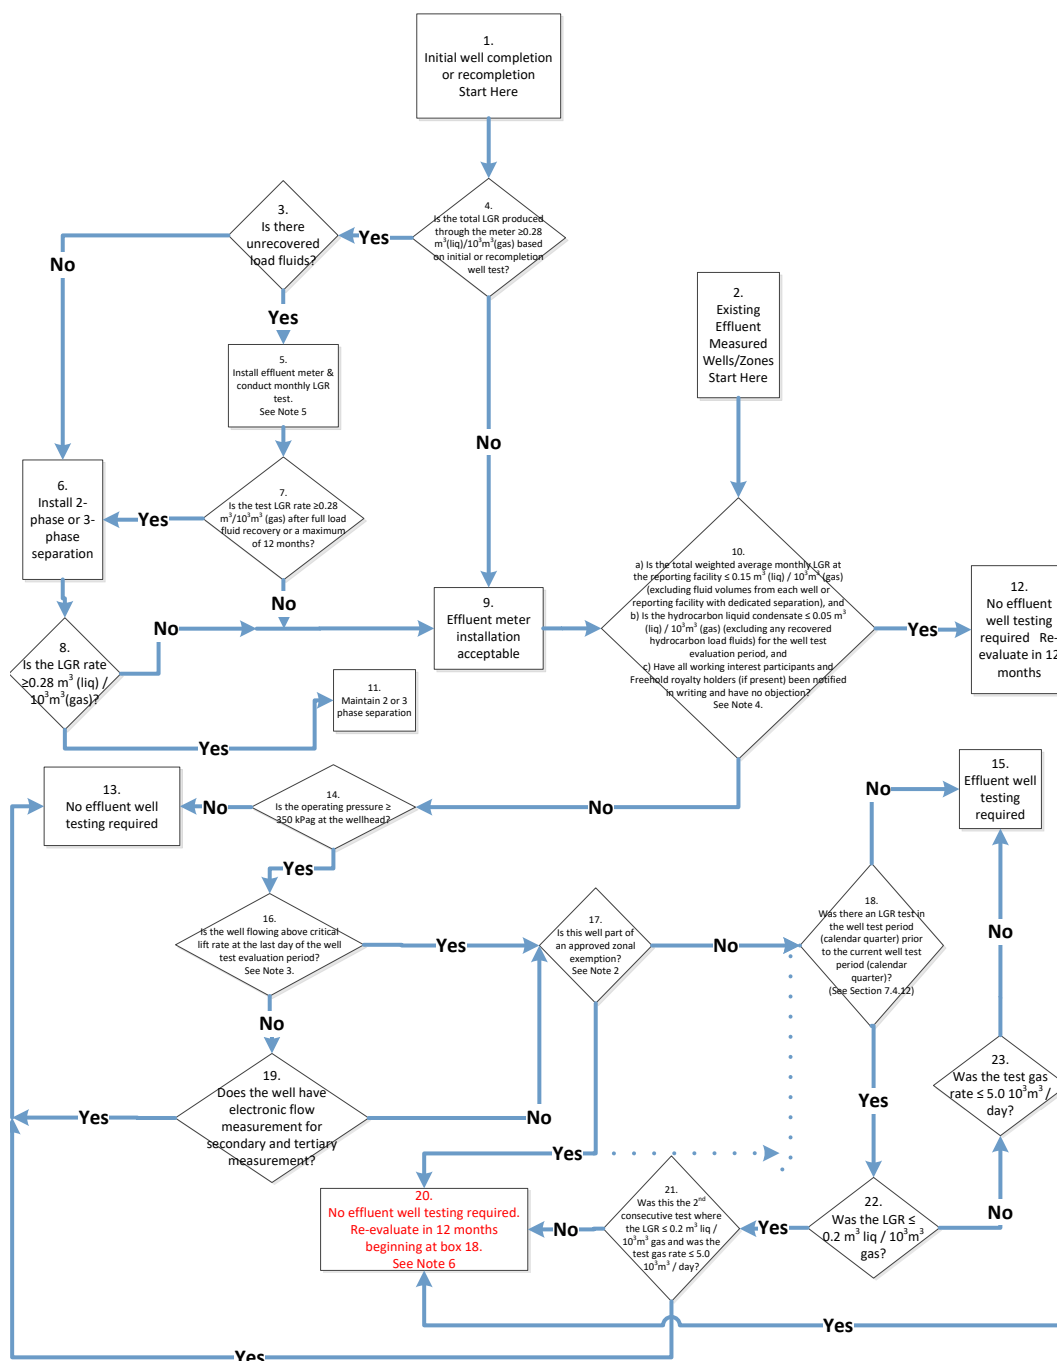 1.
Initial well completion
or recompletion
Start Here
3.
Is there
unrecovered
load fluids?
Yes
4.
Is the total LGR produced
through the meter ≥0.28
m³(liq)/10³m³(gas) based
on initial or recompletion
well test?
No
Yes
2.
Existing
Effluent
Measured
Wells/Zones
Start Here
5.
Install effluent meter &
conduct monthly LGR
test.
See Note 5
No
6.
Install 2-
phase or 3-
phase
separation
Yes
7.
Is the test LGR rate ≥0.28
m³/10³m³ (gas) after full load
fluid recovery or a maximum
of 12 months?
No
8.
Is the LGR rate
≥0.28 m³ (liq) /
10³m³(gas)?
No
9.
Effluent meter
installation
acceptable
10.
a) Is the total weighted average monthly LGR at
the reporting facility ≤ 0.15 m³ (liq) / 10³m³ (gas)
(excluding fluid volumes from each well or
reporting facility with dedicated separation), and
b) Is the hydrocarbon liquid condensate ≤ 0.05 m³
(liq) / 10³m³ (gas) (excluding any recovered
hydrocarbon load fluids) for the well test
evaluation period, and
c) Have all working interest participants and
Freehold royalty holders (if present) been notified
in writing and have no objection?
See Note 4.
Yes
12.
No effluent
well testing
required Re-
evaluate in 12
months
11.
Maintain 2 or 3
phase separation
Yes
13.
No effluent well
testing required
No
14.
Is the operating pressure ≥
350 kPag at the wellhead?
No
15.
Effluent well
testing
required
No
Yes
16.
Is the well flowing above critical
lift rate at the last day of the well
test evaluation period?
See Note 3.
Yes
17.
Is this well part of
an approved zonal
exemption?
See Note 2
No
18.
Was there an LGR test in
the well test period
(calendar quarter) prior
to the current well test
period (calendar
quarter)?
(See Section 7.4.12)
No
No
19.
Does the well have
electronic flow
measurement for
secondary and tertiary
measurement?
Yes
No
Yes
23.
Was the test gas
rate ≤ 5.0 10³m³ /
day?
Yes
20.
No effluent well testing required.
Re-evaluate in 12 months
beginning at box 18.
See Note 6
No
21.
Was this the 2nd
consecutive test where
the LGR ≤ 0.2 m³ liq /
10³m³ gas and was the
test gas rate ≤ 5.0
10³m³ / day?
Yes
22.
Was the LGR ≤
0.2 m³ liq / 10³m³
gas?
No
Yes
Yes